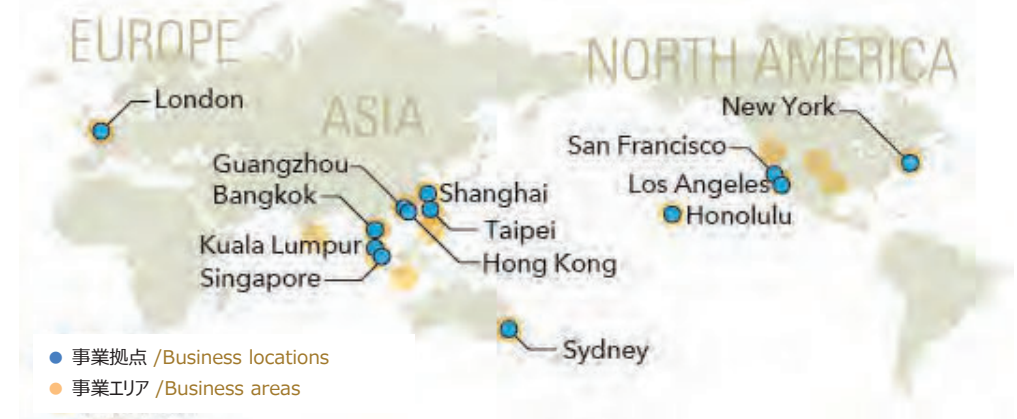 EUROPE
NORTH AMERICA
London
ASIA
New York
San Francisco
Guangzhou
Bangkok
Shanghai
Los Angeles
Honolulu
Taipei
Kuala Lumpur
Hong Kong
Singapore
Sydney
事業拠点 /Business locations
事業エリア /Business areas